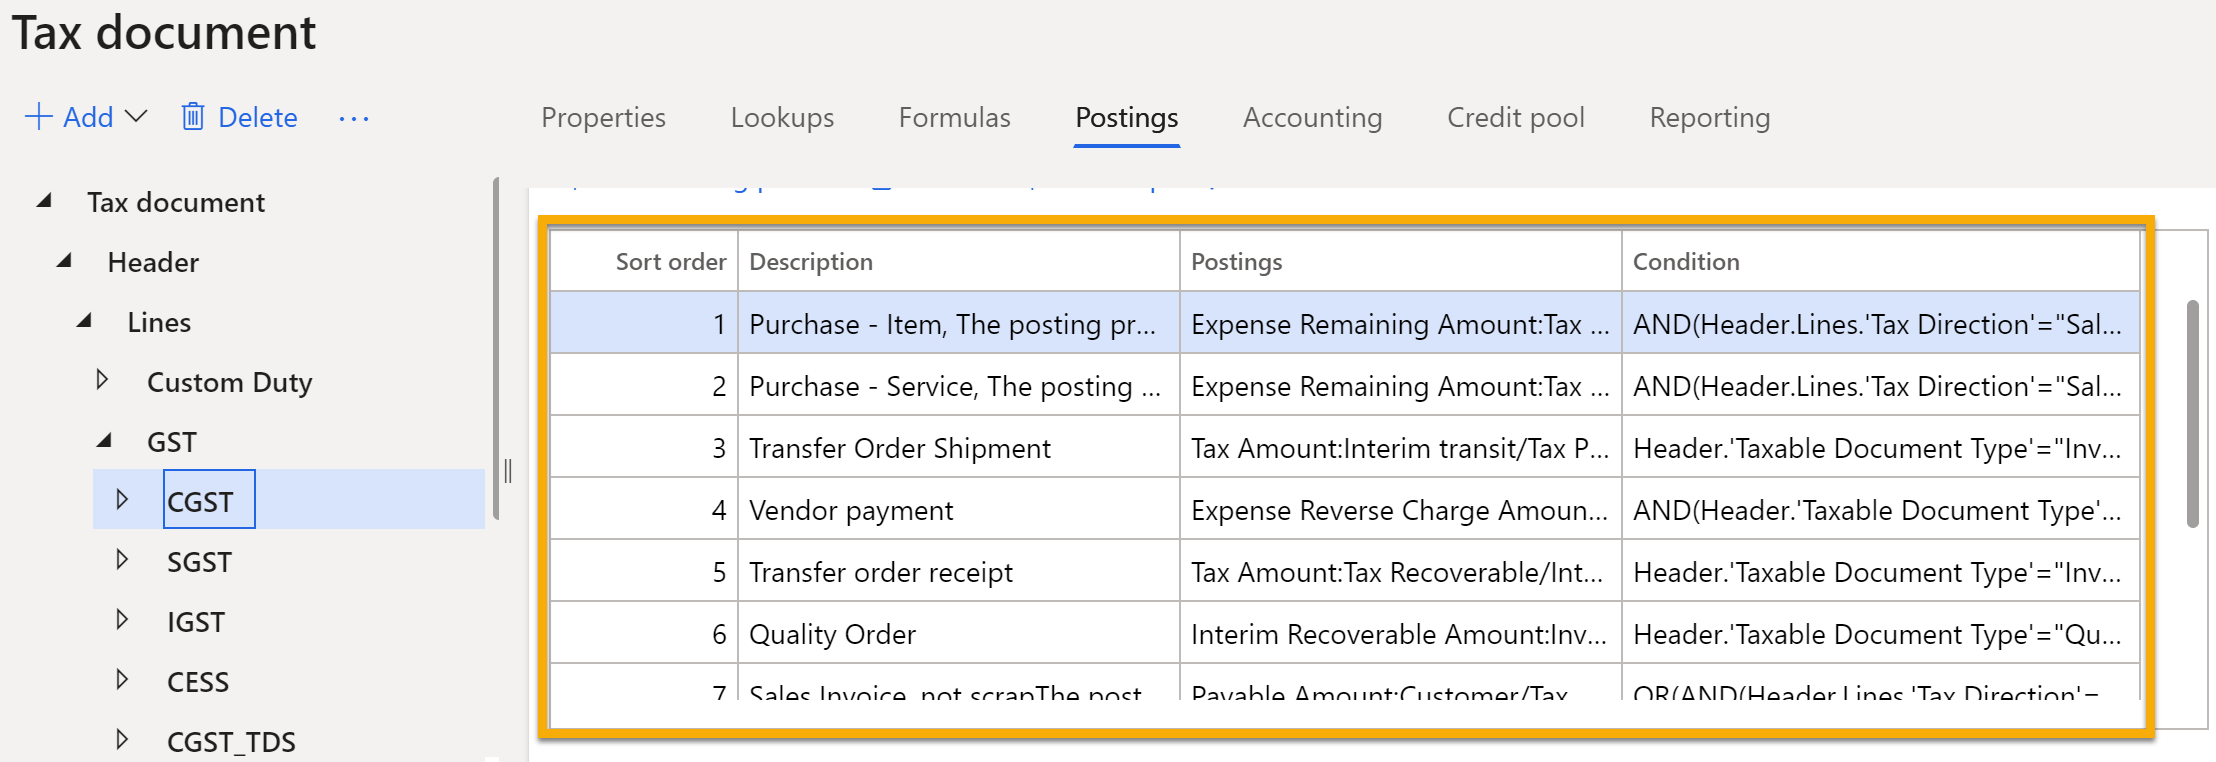 Tax document
Add Delete ...
Properties Lookups Formulas Postings Accounting Credit pool Reporting
Tax document
Header
Lines
Custom Duty
GST
CGST
SGST
IGST
CESS
CGST_TDS
Sort order Description Postings Condition
1 Purchase - Item, The posting pr... Expense Remaining Amount:Tax ... AND(Header.Lines.'Tax Direction'="Sal...
2 Purchase - Service, The posting ... Expense Remaining Amount:Tax ... AND(Header.Lines.'Tax Direction'="Sal...
3 Transfer Order Shipment Tax Amount:Interim transit/Tax P... Header.'Taxable Document Type'="Inv...
4 Vendor payment Expense Reverse Charge Amoun... AND(Header.'Taxable Document Type'...
5 Transfer order receipt Tax Amount:Tax Recoverable/Int... Header.'Taxable Document Type'="Inv...
6 Quality Order Interim Recoverable Amount:Inv... Header.'Taxable Document Type'="Qu...
7 Sales Invoice, not scrapThe post Payable Amount:Customer/Tax OR(AND(Header.Lines.'Tax Direction'=